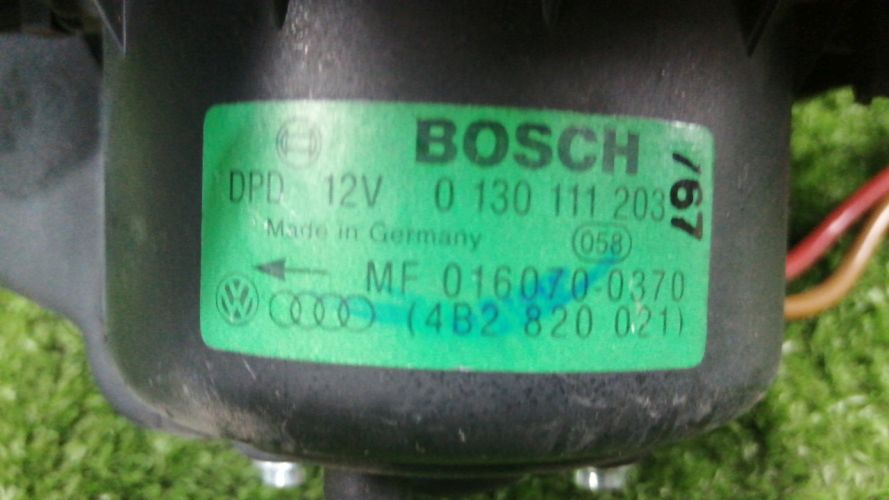 BOSCH
DPD 12V 0 130 111 203
767
Made in Germany 058
MF 016070-0370
(4B2 820 021)